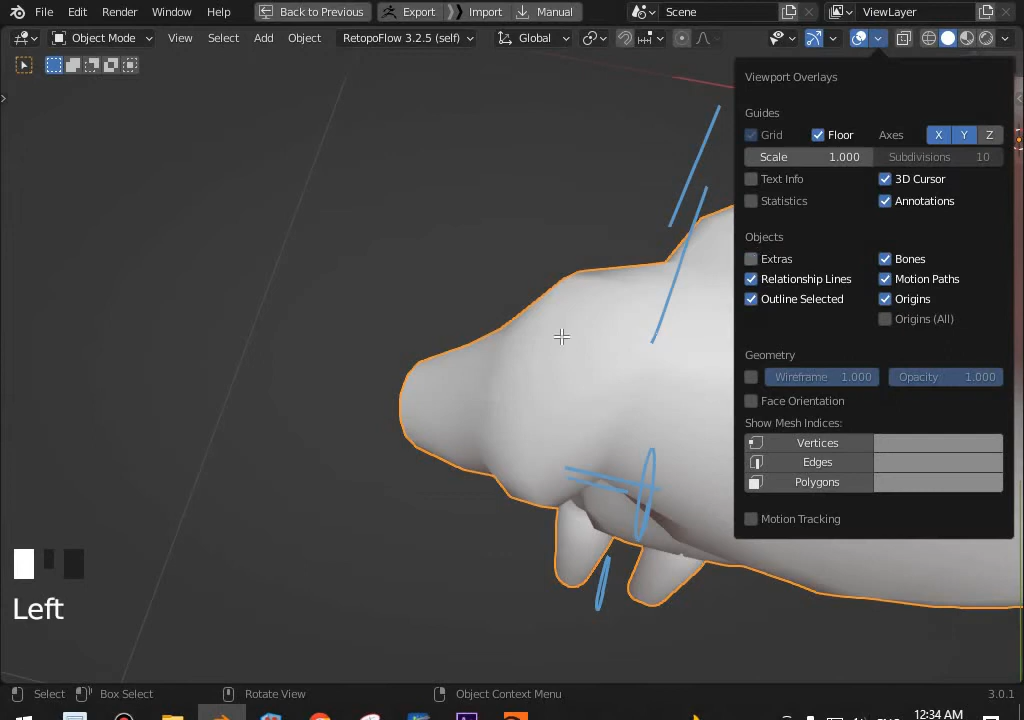 File Edit Render Window Help Back to Previous Export Import Manual Scene ViewLayer
Object Mode View Select Add Object RetopoFlow 3.2.5 (self) Global
Viewport Overlays
Guides
Grid Floor Axes X Y Z
Scale 1.000 Subdivisions 10
Text Info 3D Cursor
Statistics Annotations
Objects
Extras Bones
Relationship Lines Motion Paths
Outline Selected Origins
Origins (All)
Geometry
Wireframe 1.000 Opacity 1.000
Face Orientation
Show Mesh Indices:
Vertices
Edges
Polygons
Motion Tracking
Left
Select Box Select Rotate View Object Context Menu 3.0.1
12:34 AM